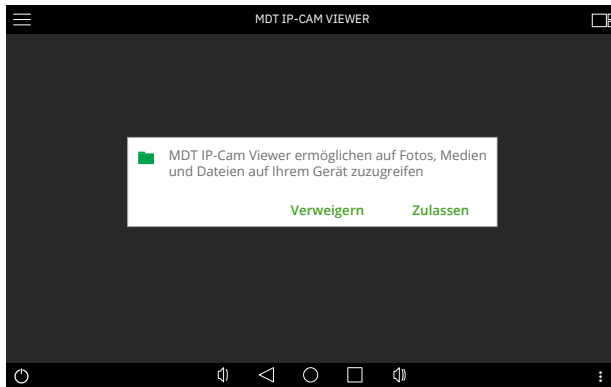 MDT IP-CAM VIEWER
MDT IP-Cam Viewer ermöglichen auf Fotos, Medien
und Dateien auf Ihrem Gerät zuzugreifen
Verweigern Zulassen